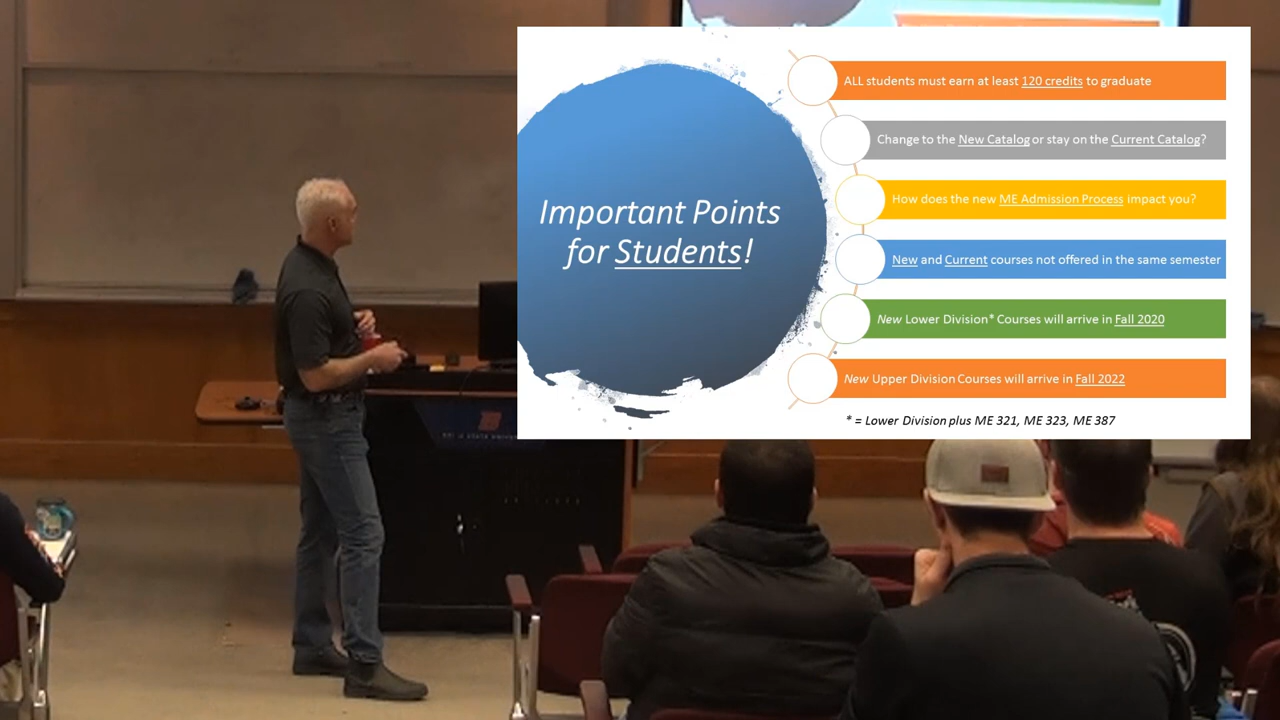 Important Points
for Students!
ALL students must earn at least 120 credits to graduate
Change to the New Catalog or stay on the Current Catalog?
How does the new ME Admission Process impact you?
New and Current courses not offered in the same semester
New Lower Division* Courses will arrive in Fall 2020
New Upper Division Courses will arrive in Fall 2022
* = Lower Division plus ME 321, ME 323, ME 387